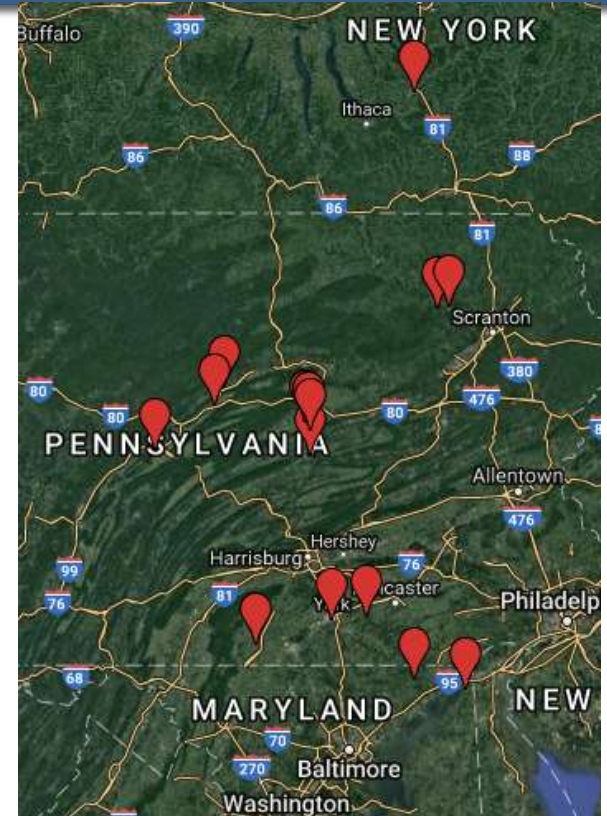 Buffalo
390
NEW YORK
Ithaca
81
86
88
86
81
Scranton
380
80
80
476
80
PENNSYLVANIA
Allentown
476
Hershey
Harrisburg
76
99
81
76
caster
Philadelp
68
95
MARYLAND
NEW
70
270
Baltimore
Washington